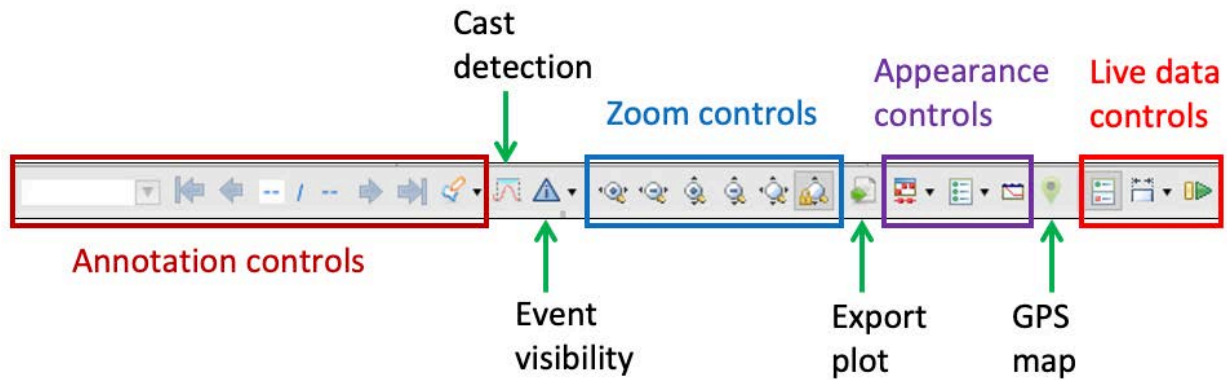 Cast
detection
Zoom controls
Appearance
controls
Live data
controls
-- / --
Annotation controls
Event
visibility
Export
plot
GPS
map